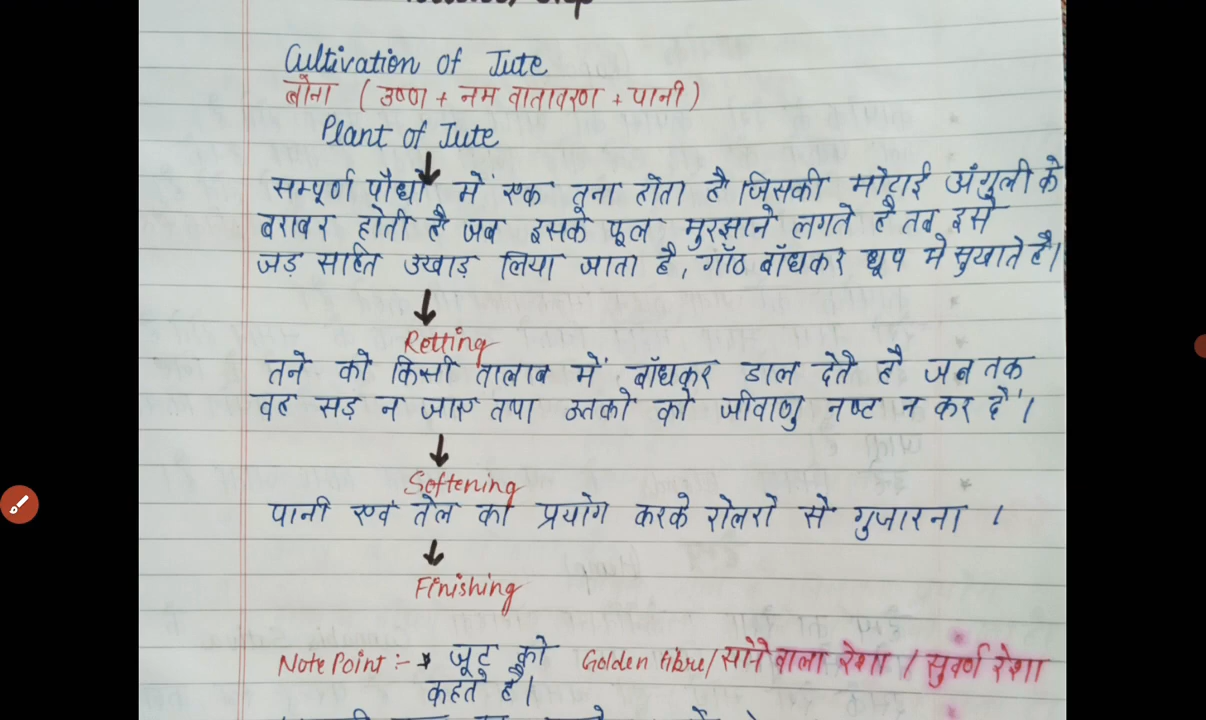 Cultivation of Jute
बोना ( उष्ण + नम वातावरण + पानी )
Plant of Jute
सम्पूर्ण पौधों में एक तना होता है जिसकी मोटाई अंगुली के
बराबर होती है जब इसके फूल मुरझाने लगते है तब इसे
जड़ सहित उखाड़ लिया जाता है, गाँठ बाँधकर धूप मे सुखाते है।
Retting
तने को किसी तालाब में बाँधकर डाल देते है जब तक
वह सड़ न जाए तथा ऊतको को जीवाणु नष्ट न कर दें।
Softening
पानी एवं तेल का प्रयोग करके रोलरो से गुजारना ।
Finishing
Note Point :- जूट को Golden Fibre/सोने वाला रेशा / सुवर्ण रेशा
कहते है।